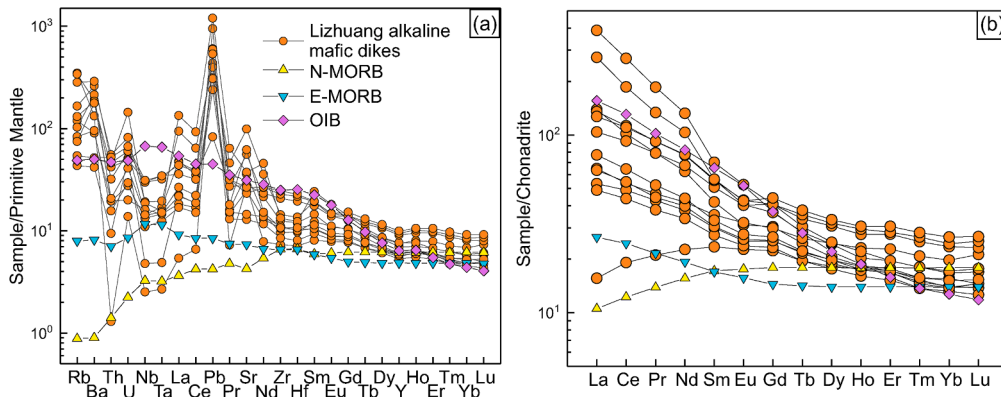 (a)
Lizhuang alkaline
mafic dikes
N-MORB
E-MORB
OIB
Sample/Primitive Mantle
10³
10²
10¹
10⁰
Rb Th Nb La Pb Sr Zr Sm Gd Dy Ho Tm Lu
Ba U Ta Ce Pr Nd Hf Eu Tb Y Er Yb
(b)
Sample/Chonadrite
10²
10¹
La Ce Pr Nd Sm Eu Gd Tb Dy Ho Er Tm Yb Lu